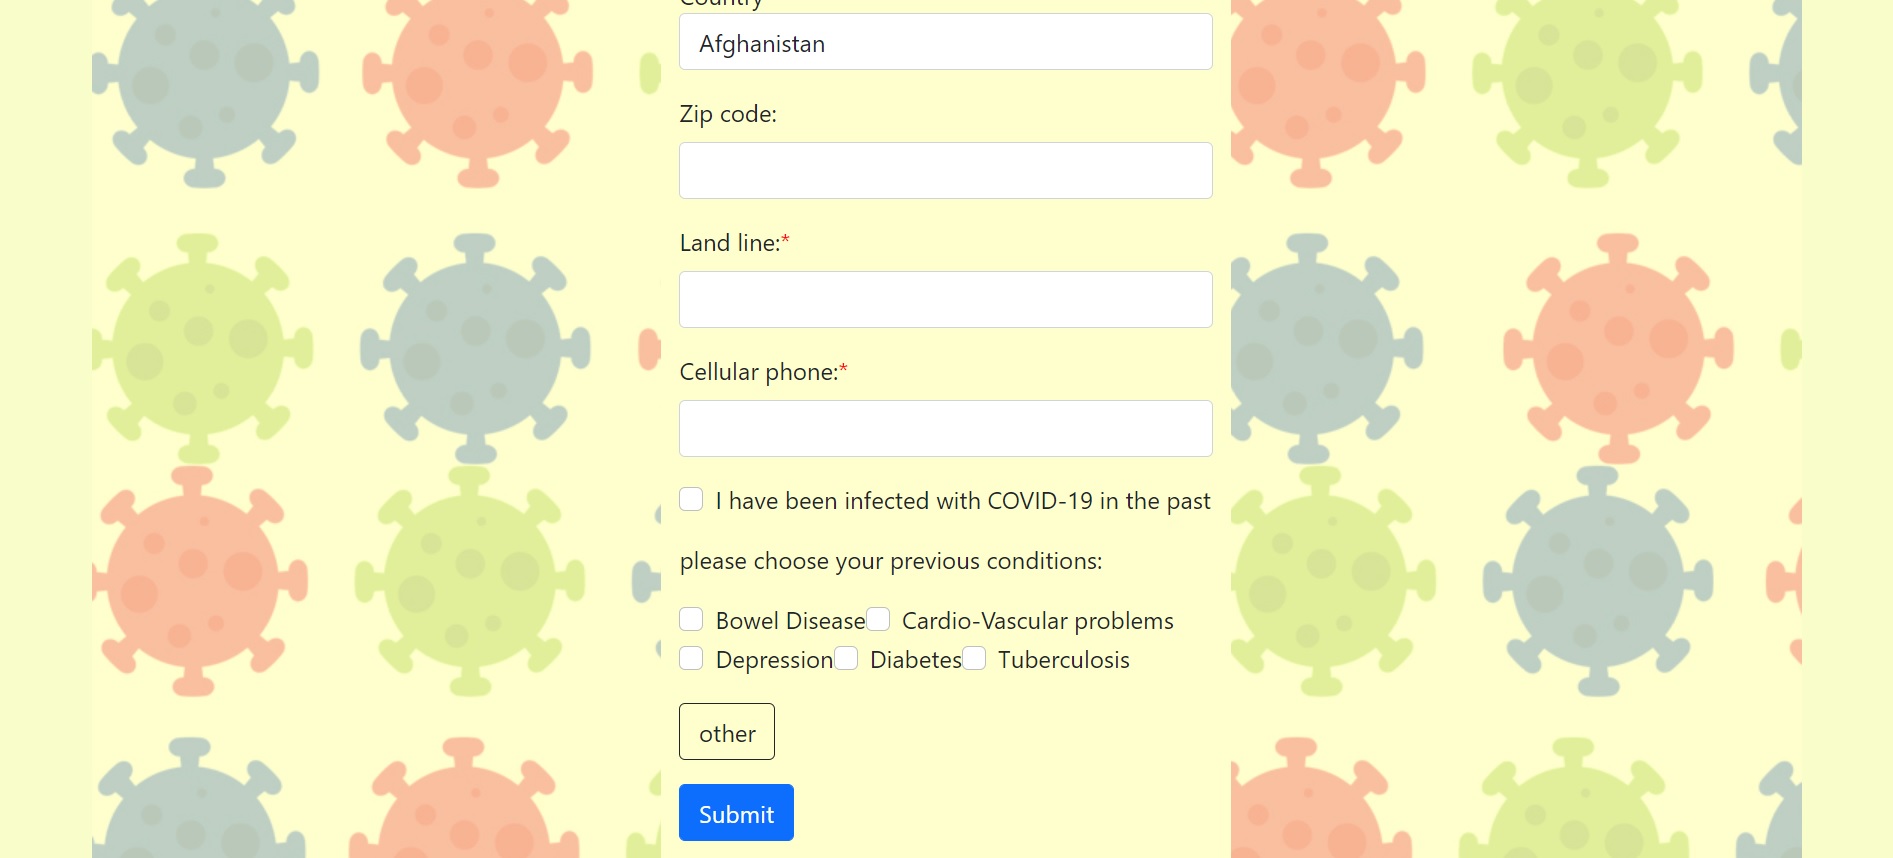 Country
Afghanistan
Zip code:
Land line:*
Cellular phone:*
I have been infected with COVID-19 in the past
please choose your previous conditions:
Bowel Disease Cardio-Vascular problems
Depression Diabetes Tuberculosis
other
Submit